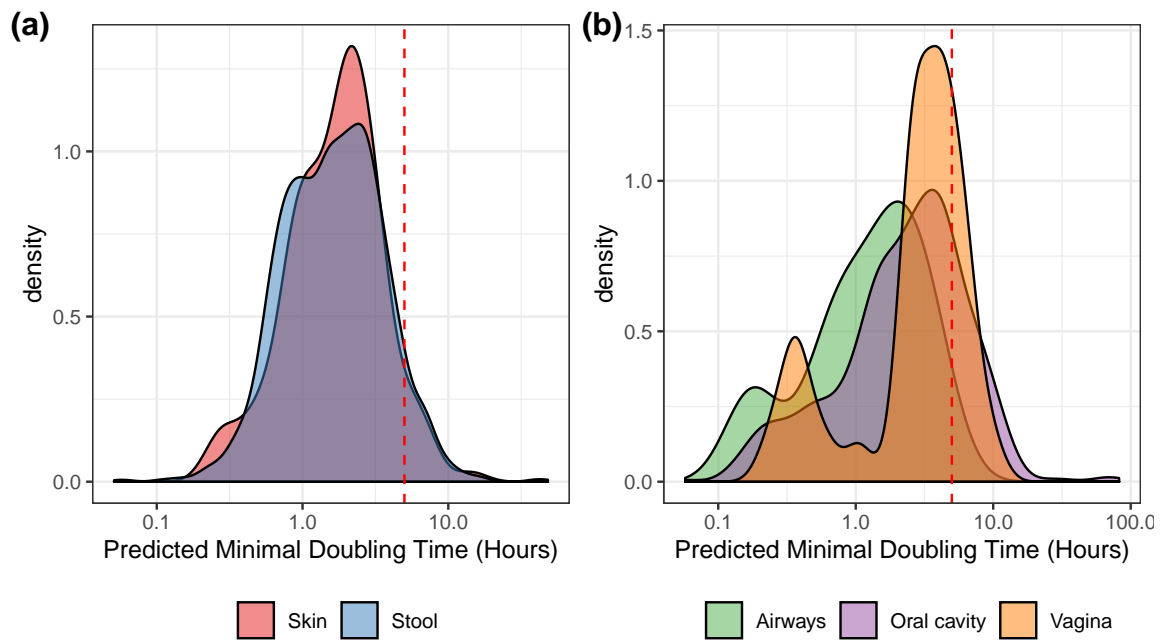 (a)
density
1.0
0.5
0.0
0.1 1.0 10.0
Predicted Minimal Doubling Time (Hours)
Skin Stool
(b)
density
1.5
1.0
0.5
0.0
0.1 1.0 10.0 100.0
Predicted Minimal Doubling Time (Hours)
Airways Oral cavity Vagina